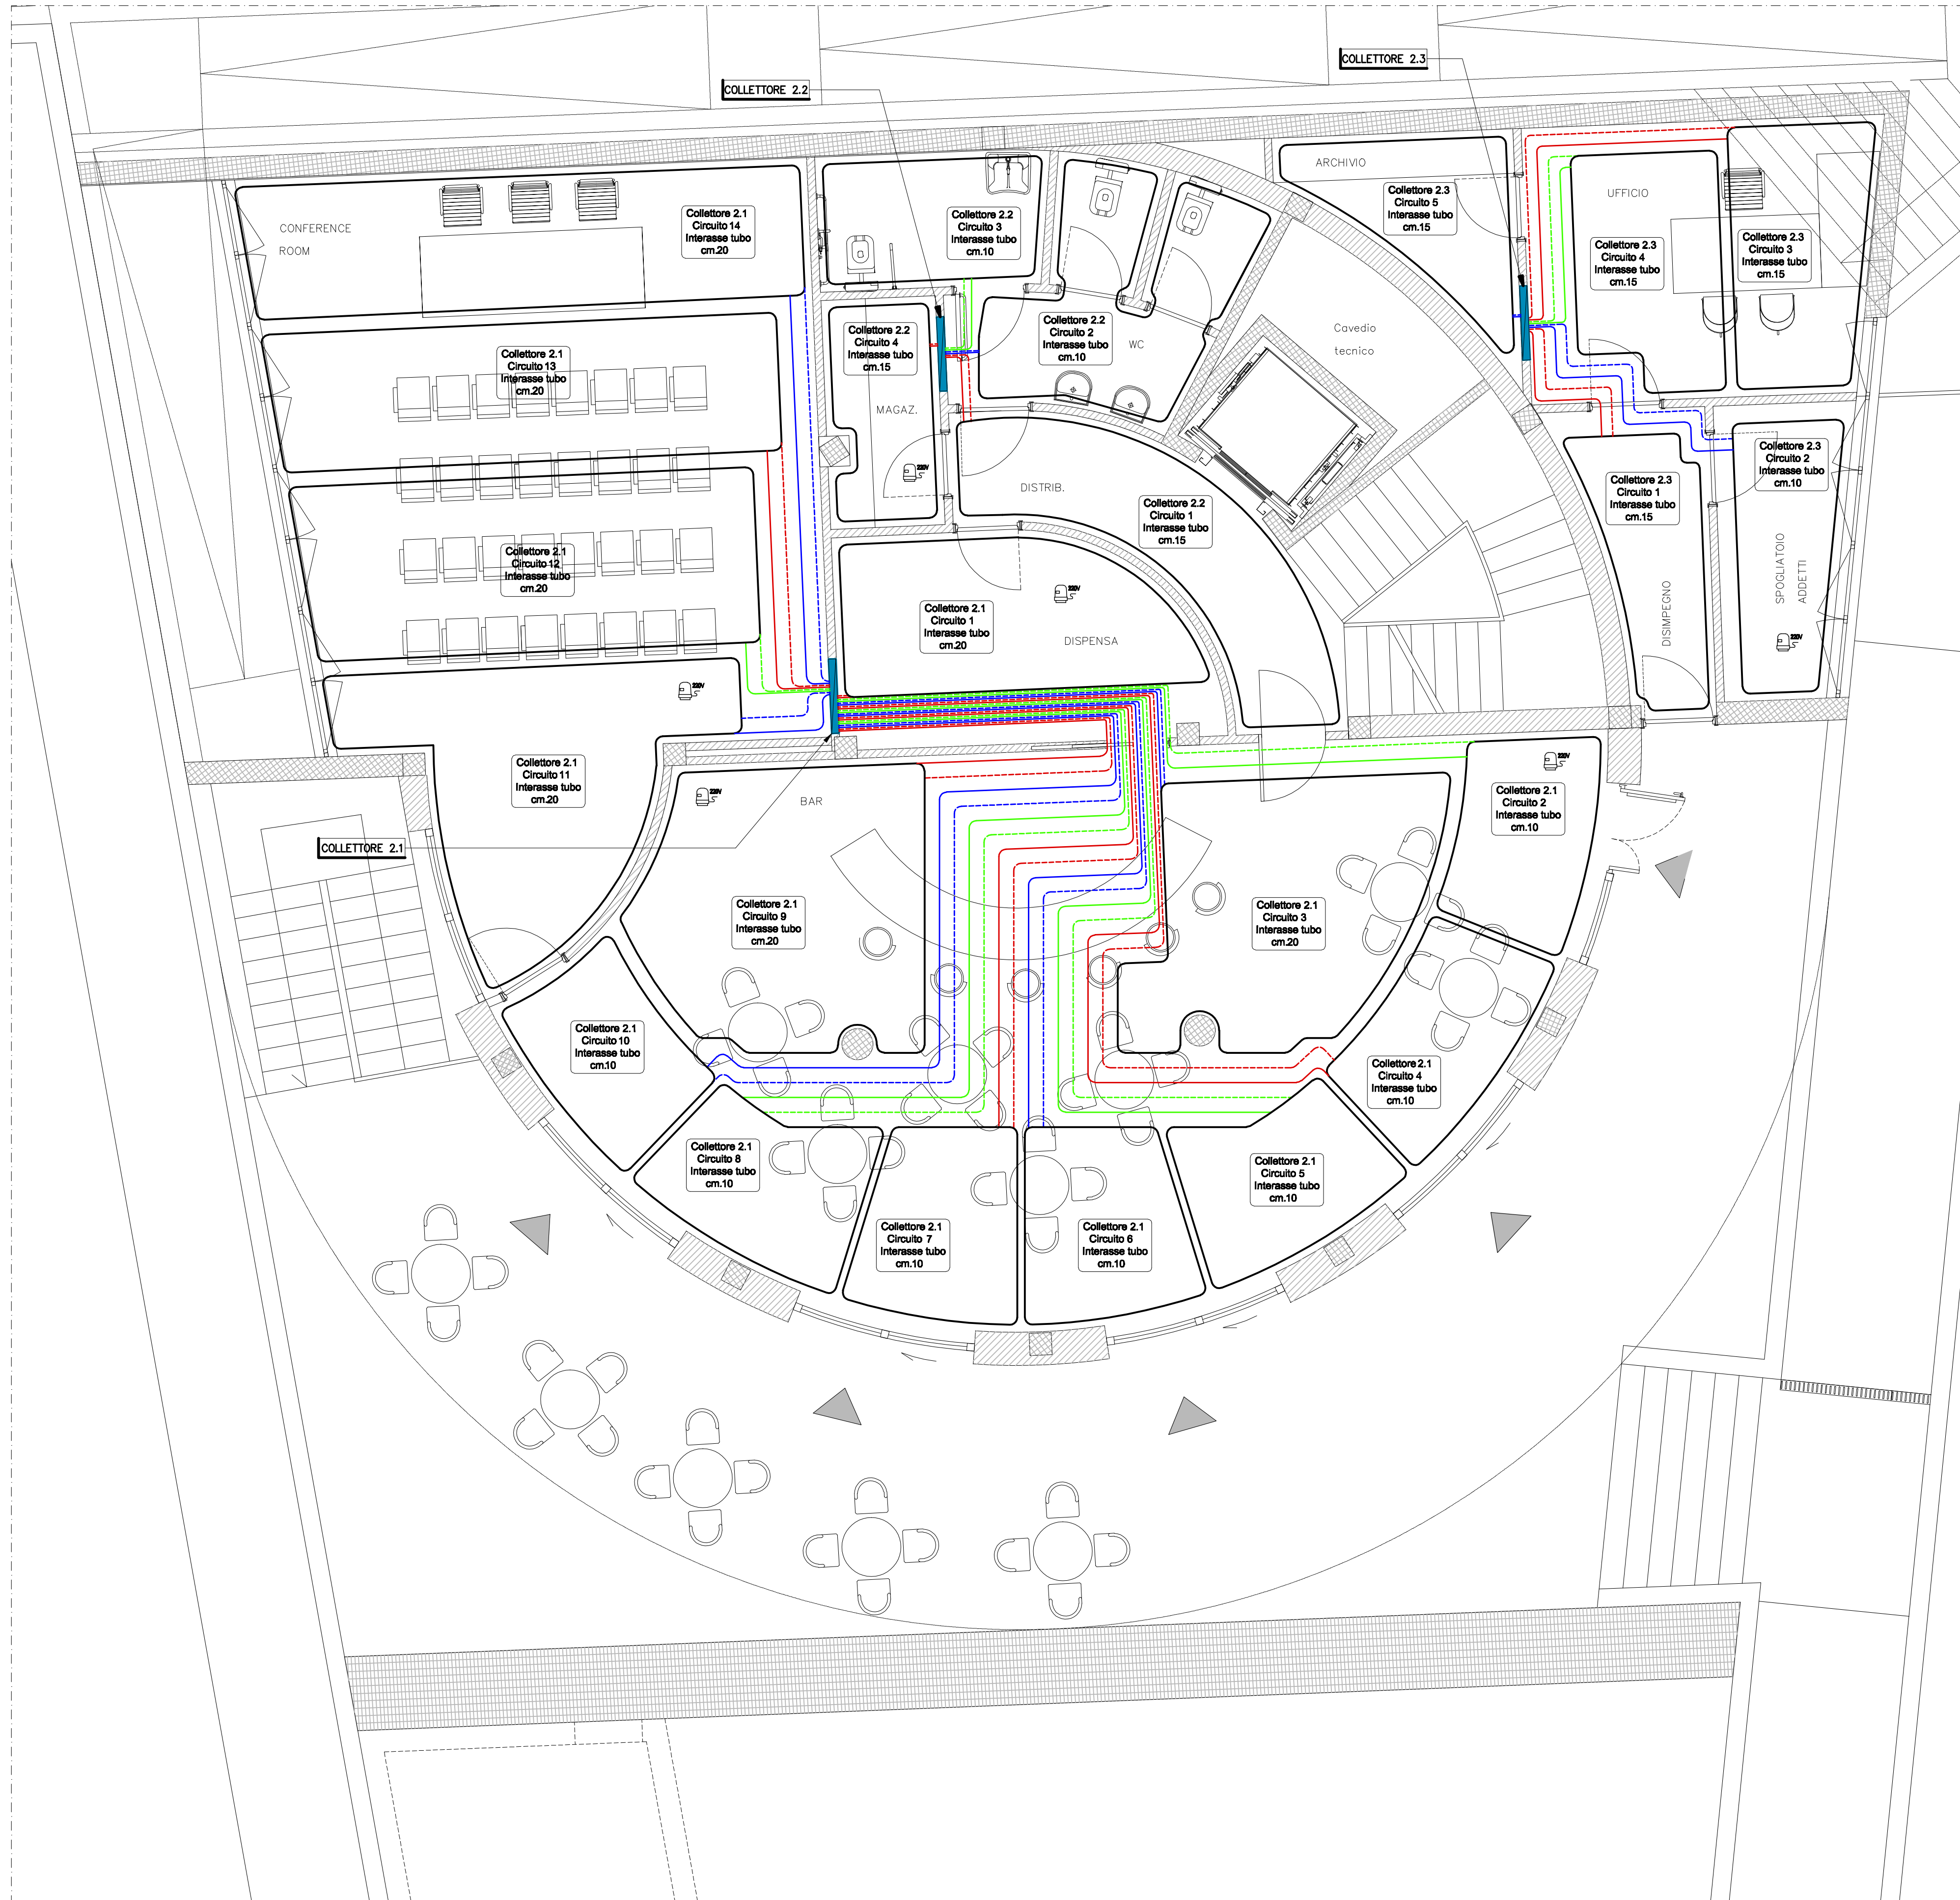 COLLETTORE 2.3
COLLETTORE 2.2
ARCHIVIO
UFFICIO
Collettore 2.3
Circuito 5
Interasse tubo
cm.15
CONFERENCE
ROOM
Collettore 2.1
Circuito 14
Interasse tubo
cm.20
Collettore 2.2
Circuito 3
Interasse tubo
cm.10
Collettore 2.3
Circuito 4
Interasse tubo
cm.15
Collettore 2.3
Circuito 3
Interasse tubo
cm.15
Collettore 2.2
Circuito 4
Interasse tubo
cm.15
Collettore 2.2
Circuito 2
Interasse tubo
cm.10
WC
Cavedio
tecnico
Collettore 2.1
Circuito 13
Interasse tubo
cm.20
MAGAZ.
220V
DISTRIB.
Collettore 2.2
Circuito 1
Interasse tubo
cm.15
Collettore 2.3
Circuito 1
Interasse tubo
cm.15
Collettore 2.3
Circuito 2
Interasse tubo
cm.10
Collettore 2.1
Circuito 12
Interasse tubo
cm.20
220V
Collettore 2.1
Circuito 1
Interasse tubo
cm.20
DISPENSA
DISIMPEGNO
SPOGLIATOIO
ADDETTI
220V
220V
Collettore 2.1
Circuito 11
Interasse tubo
cm.20
220V
BAR
220V
Collettore 2.1
Circuito 2
Interasse tubo
cm.10
COLLETTORE 2.1
Collettore 2.1
Circuito 9
Interasse tubo
cm.20
Collettore 2.1
Circuito 3
Interasse tubo
cm.20
Collettore 2.1
Circuito 10
Interasse tubo
cm.10
Collettore 2.1
Circuito 4
Interasse tubo
cm.10
Collettore 2.1
Circuito 8
Interasse tubo
cm.10
Collettore 2.1
Circuito 5
Interasse tubo
cm.10
Collettore 2.1
Circuito 7
Interasse tubo
cm.10
Collettore 2.1
Circuito 6
Interasse tubo
cm.10